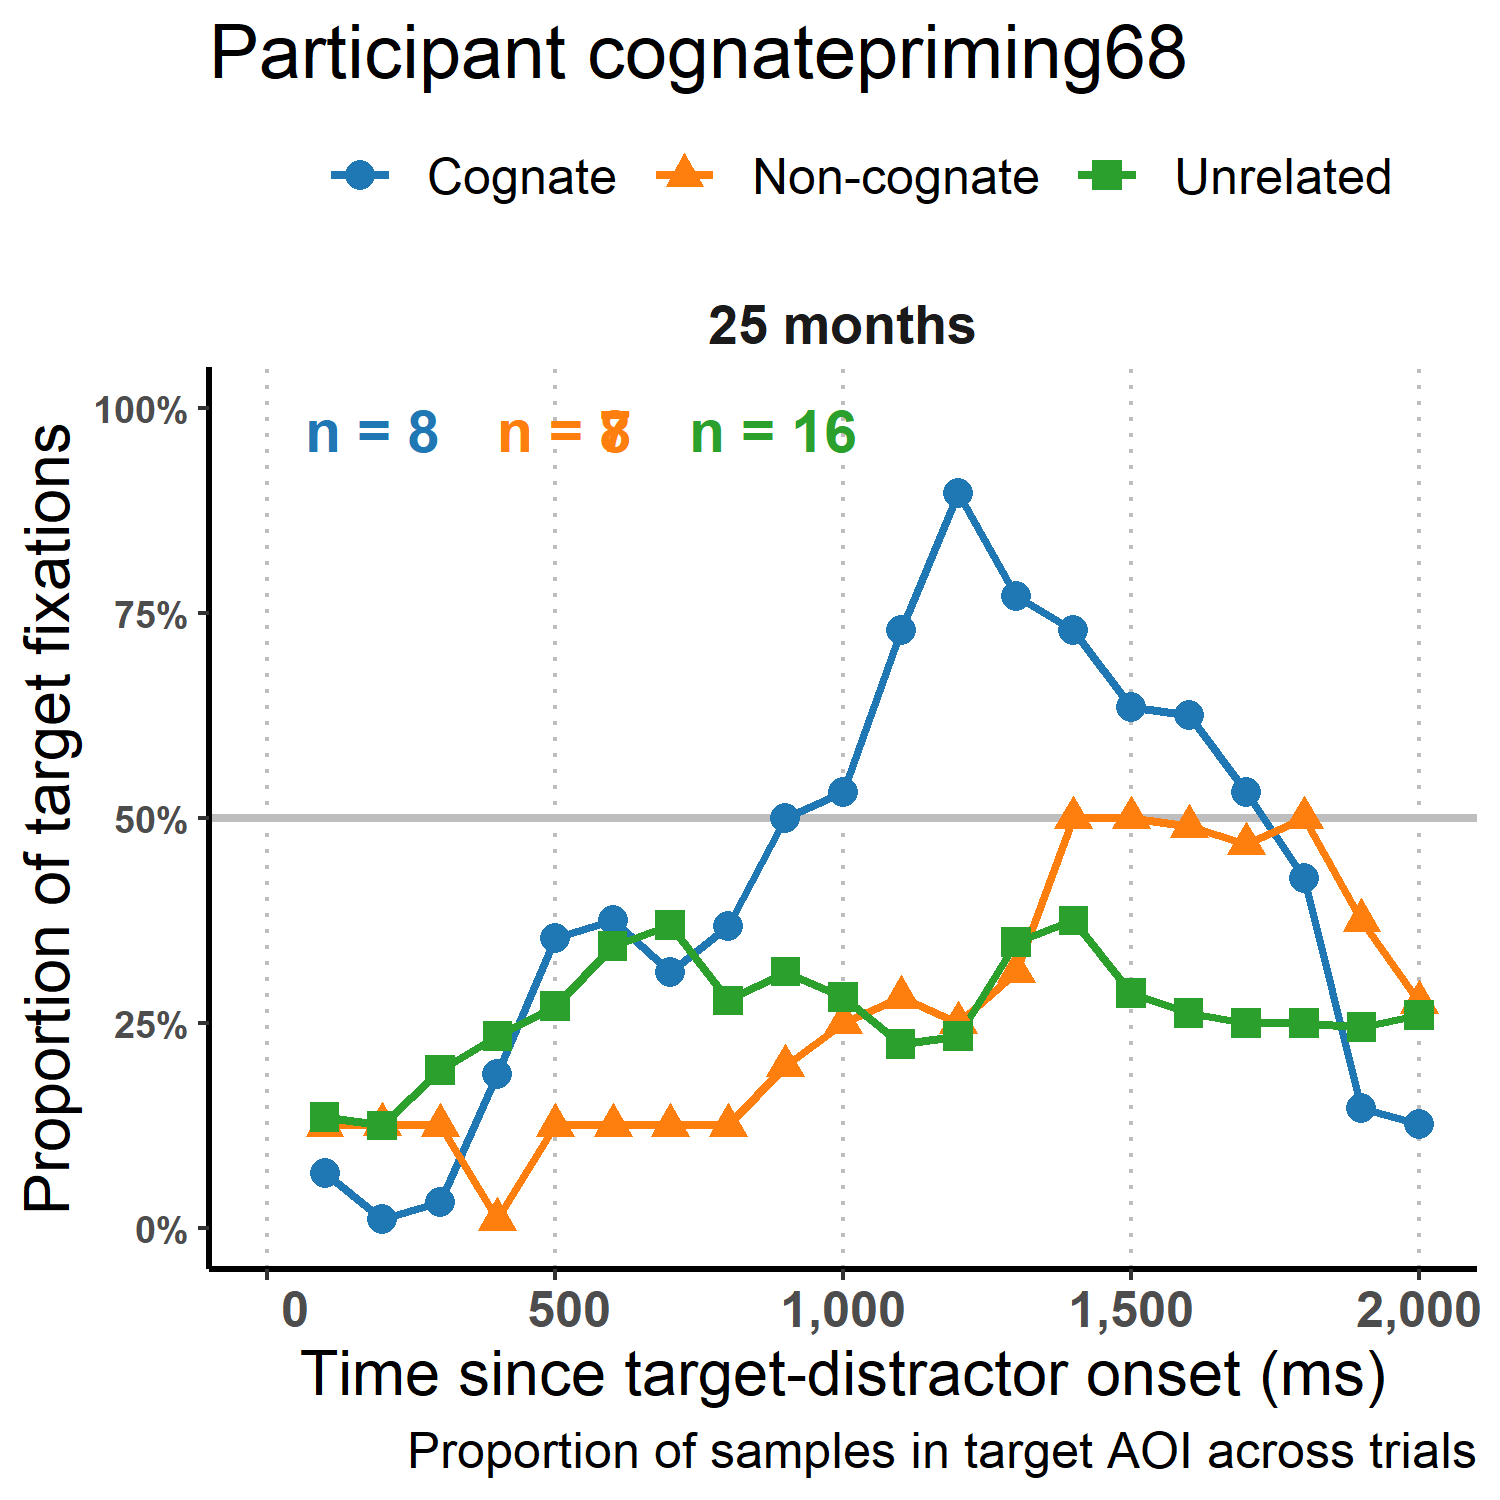 Participant cognatepriming68
Cognate Non-cognate Unrelated
25 months
100%
n = 8 n = n = 16
75%
50%
25%
0%
0 500 1,000 1,500 2,000
Proportion of target fixations
Time since target-distractor onset (ms)
Proportion of samples in target AOI across trials